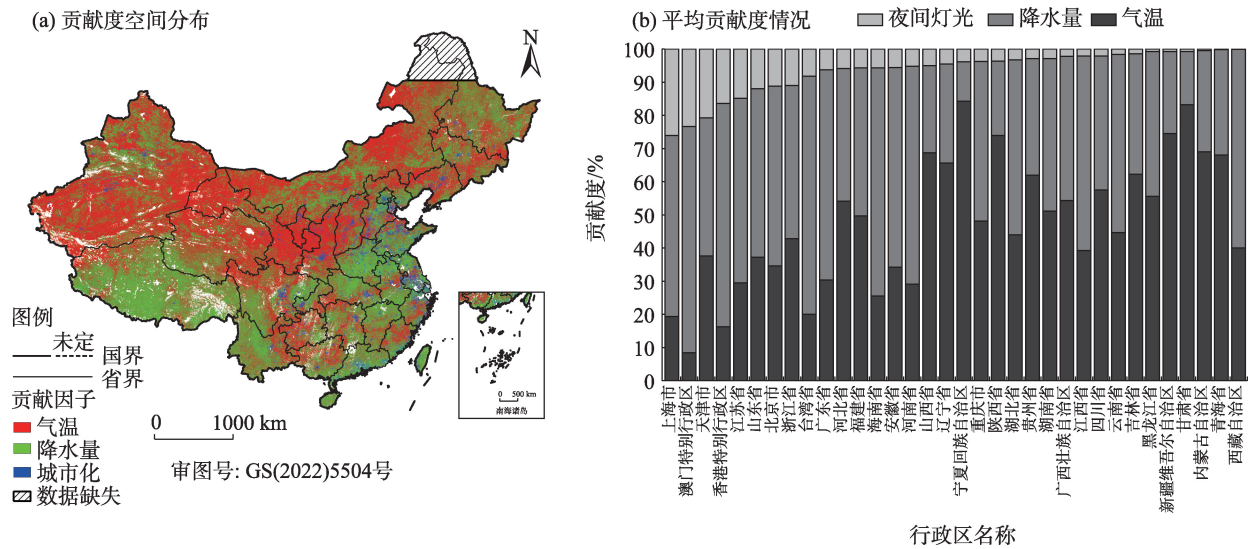 (a) 贡献度空间分布
N
图例
未定
国界
省界
贡献因子
气温
降水量
城市化
数据缺失
0 1000 km
审图号: GS(2022)5504号
0 500 km
南海诸岛
(b) 平均贡献度情况
夜间灯光 降水量 气温
贡献度/%
100
90
80
70
60
50
40
30
20
10
0
上海市
澳门特别行政区
天津市
香港特别行政区
江苏省
山东省
北京市
浙江省
台湾省
广东省
河北省
福建省
海南省
安徽省
河南省
山西省
辽宁省
宁夏回族自治区
重庆市
陕西省
湖北省
贵州省
湖南省
广西壮族自治区
江西省
四川省
云南省
吉林省
黑龙江省
新疆维吾尔自治区
甘肃省
内蒙古自治区
青海省
西藏自治区
行政区名称